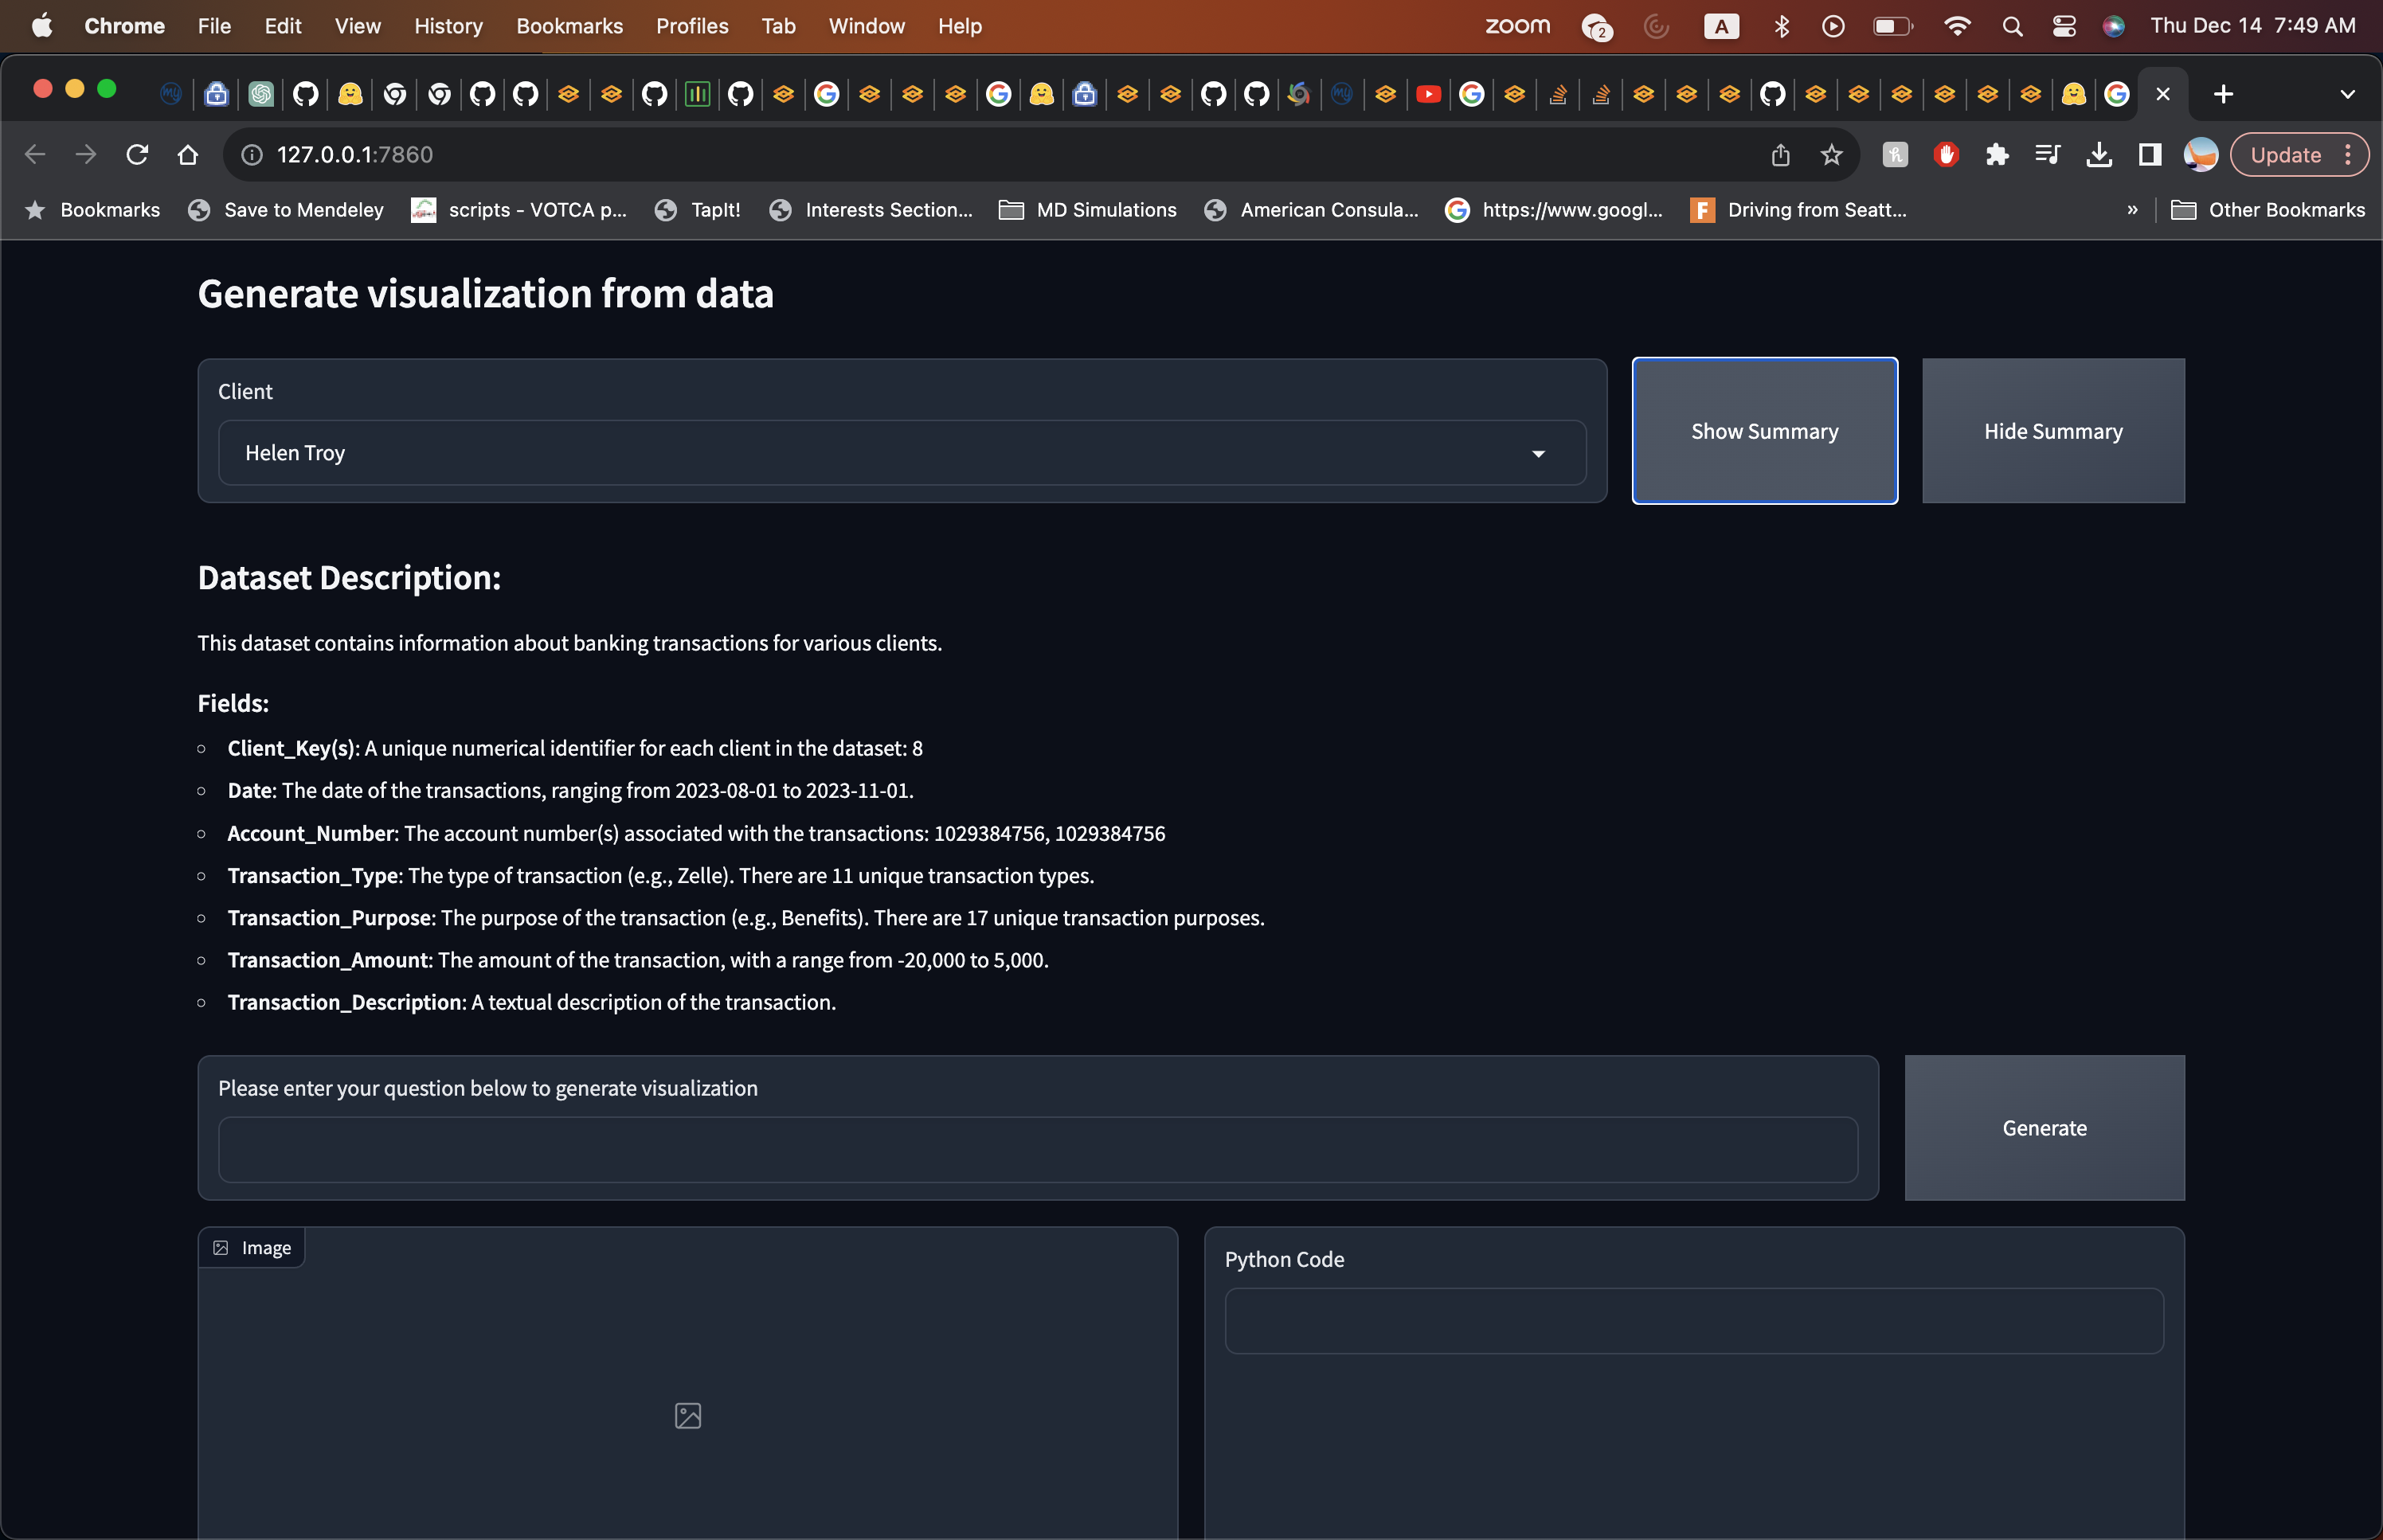 Chrome File Edit View History Bookmarks Profiles Tab Window Help zoom 2 A Thu Dec 14 7:49 AM
127.0.0.1:7860 Update
Bookmarks Save to Mendeley scripts - VOTCA p... TapIt! Interests Section... MD Simulations American Consula... https://www.googl... Driving from Seatt... » Other Bookmarks
Generate visualization from data
Client
Helen Troy
Show Summary
Hide Summary
Dataset Description:
This dataset contains information about banking transactions for various clients.
Fields:
Client_Key(s): A unique numerical identifier for each client in the dataset: 8
Date: The date of the transactions, ranging from 2023-08-01 to 2023-11-01.
Account_Number: The account number(s) associated with the transactions: 1029384756, 1029384756
Transaction_Type: The type of transaction (e.g., Zelle). There are 11 unique transaction types.
Transaction_Purpose: The purpose of the transaction (e.g., Benefits). There are 17 unique transaction purposes.
Transaction_Amount: The amount of the transaction, with a range from -20,000 to 5,000.
Transaction_Description: A textual description of the transaction.
Please enter your question below to generate visualization
Generate
Image
Python Code